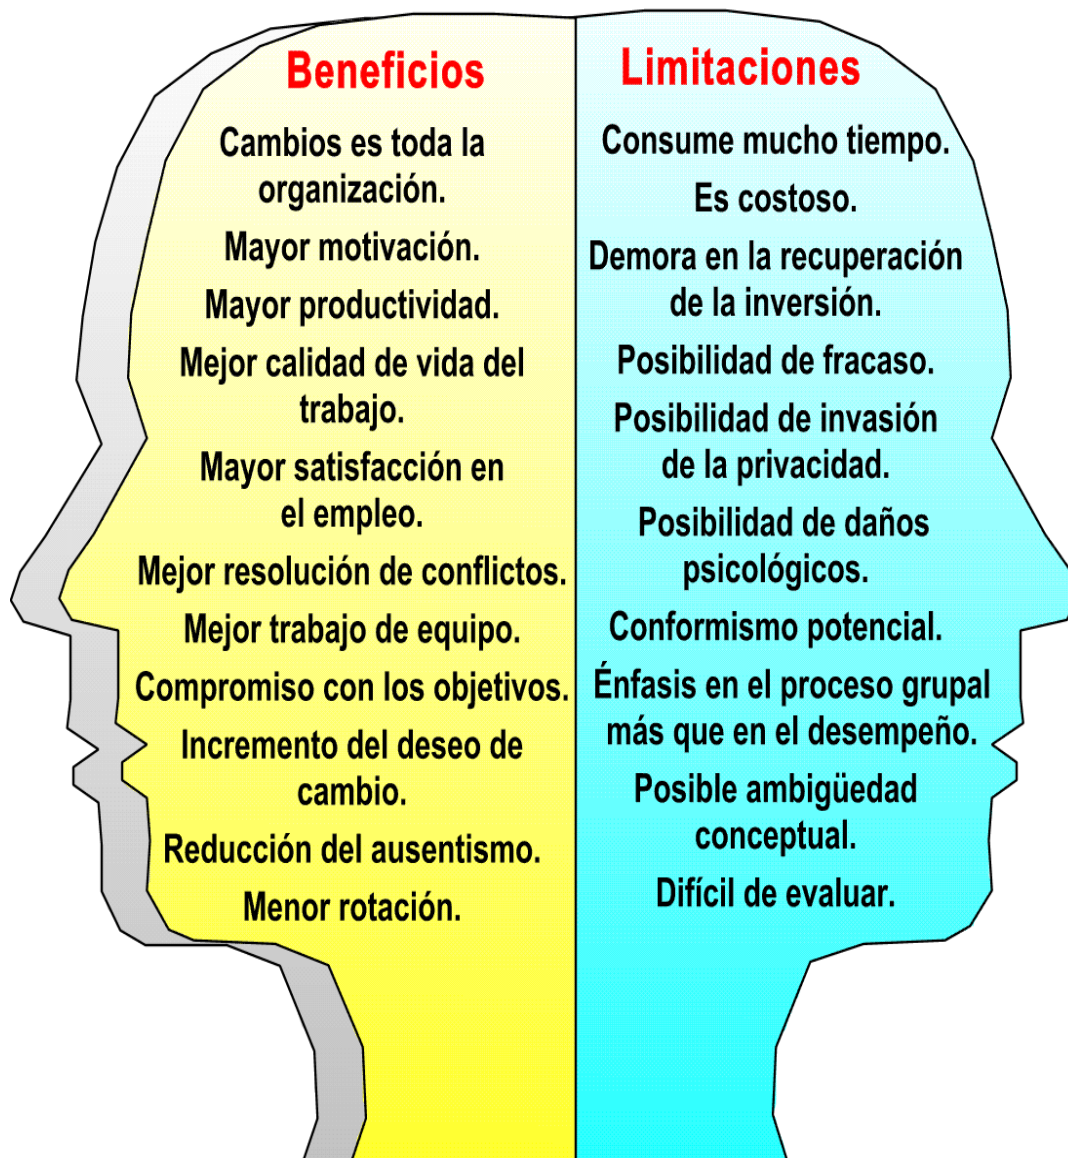 Beneficios
Cambios es toda la
organización.
Mayor motivación.
Mayor productividad.
Mejor calidad de vida del
trabajo.
Mayor satisfacción en
el empleo.
Mejor resolución de conflictos.
Mejor trabajo de equipo.
Compromiso con los objetivos.
Incremento del deseo de
cambio.
Reducción del ausentismo.
Menor rotación.
Limitaciones
Consume mucho tiempo.
Es costoso.
Demora en la recuperación
de la inversión.
Posibilidad de fracaso.
Posibilidad de invasión
de la privacidad.
Posibilidad de daños
psicológicos.
Conformismo potencial.
Énfasis en el proceso grupal
más que en el desempeño.
Posible ambigüedad
conceptual.
Difícil de evaluar.